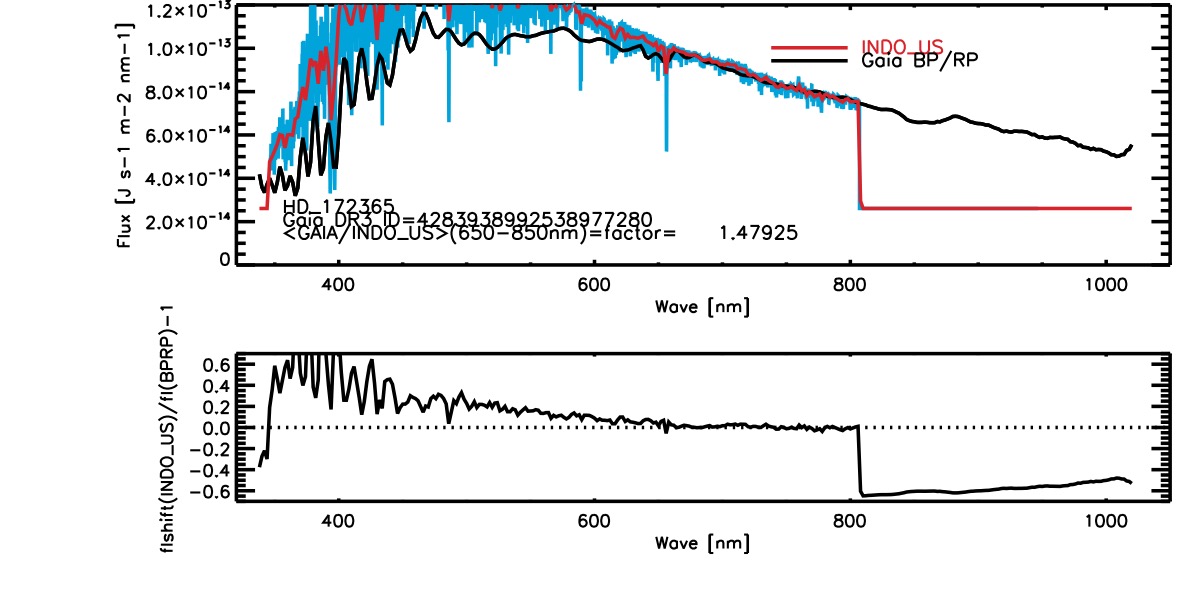 1.2×10⁻¹³
1.0×10⁻¹³
8.0×10⁻¹⁴
6.0×10⁻¹⁴
4.0×10⁻¹⁴
2.0×10⁻¹⁴
0
Flux [J s−1 m−2 nm−1]
INDO_US
Gaia BP/RP
HD_172365
Gaia DR3 ID=4283938992538977280
<GAIA/INDO_US>(650−850nm)=factor= 1.47925
400 600 800 1000
Wave [nm]
0.6
0.4
0.2
0.0
−0.2
−0.4
−0.6
flshift(INDO_US)/fl(BPRP)−1
400 600 800 1000
Wave [nm]